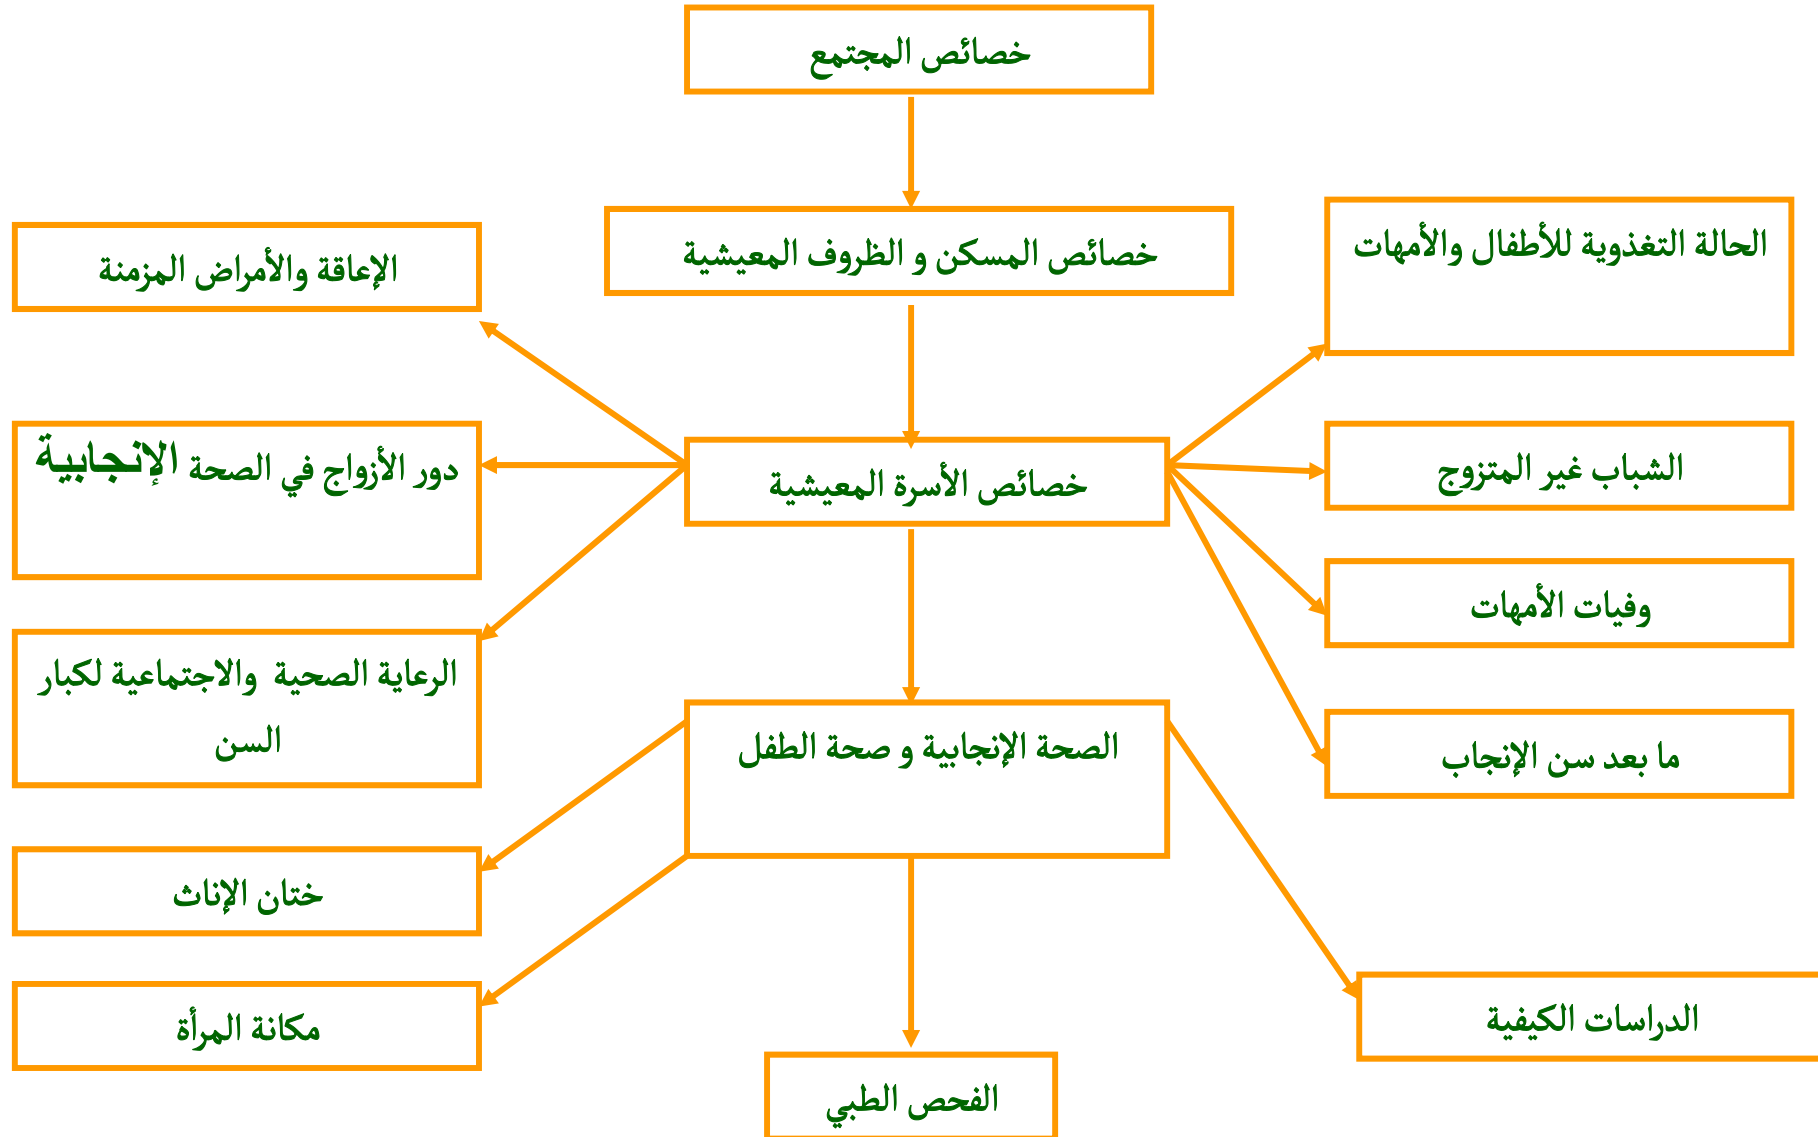 خصائص المجتمع
خصائص المسكن و الظروف المعيشية
الحالة التغذوية للأطفال والأمهات
الإعاقة والأمراض المزمنة
خصائص الأسرة المعيشية
الشباب غير المتزوج
دور الأزواج في الصحة الإنجابية
وفيات الأمهات
الرعاية الصحية والاجتماعية لكبار
السن
ما بعد سن الإنجاب
الصحة الإنجابية و صحة الطفل
ختان الإناث
الدراسات الكيفية
مكانة المرأة
الفحص الطبي